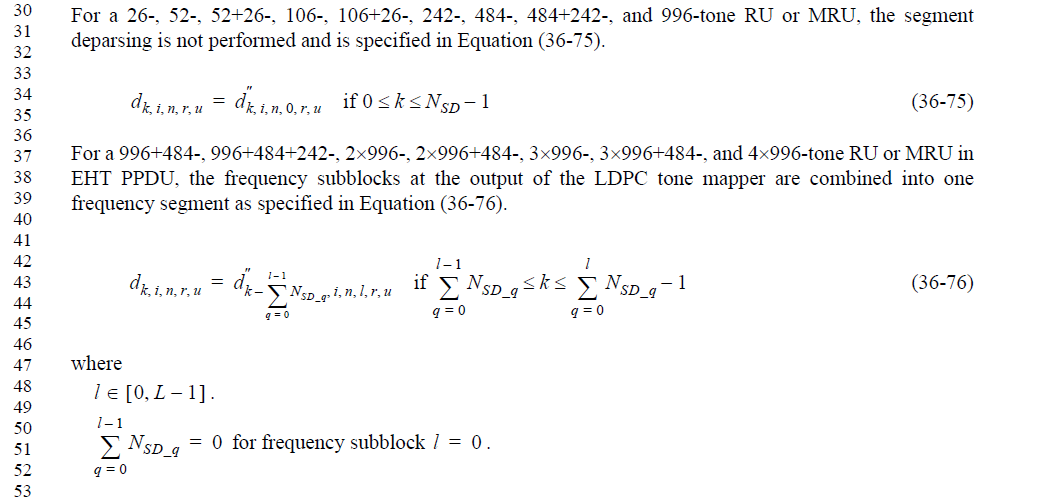 30 For a 26-, 52-, 52+26-, 106-, 106+26-, 242-, 484-, 484+242-, and 996-tone RU or MRU, the segment
31 deparsing is not performed and is specified in Equation (36-75).
32
33
34 d_{k, i, n, r, u} = d''_{k, i, n, 0, r, u} if 0 ≤ k ≤ N_{SD} – 1 (36-75)
35
36
37 For a 996+484-, 996+484+242-, 2×996-, 2×996+484-, 3×996-, 3×996+484-, and 4×996-tone RU or MRU in
38 EHT PPDU, the frequency subblocks at the output of the LDPC tone mapper are combined into one
39 frequency segment as specified in Equation (36-76).
40
41
42
43 d_{k, i, n, r, u} = d''_{k – \sum_{q = 0}^{l–1} N_{SD_q}, i, n, l, r, u} if \sum_{q = 0}^{l–1} N_{SD_q} ≤ k ≤ \sum_{q = 0}^{l} N_{SD_q} – 1 (36-76)
44
45
46
47 where
48 l ∈ [0, L – 1].
49
50
51 \sum_{q = 0}^{l–1} N_{SD_q} = 0 for frequency subblock l = 0.
52
53